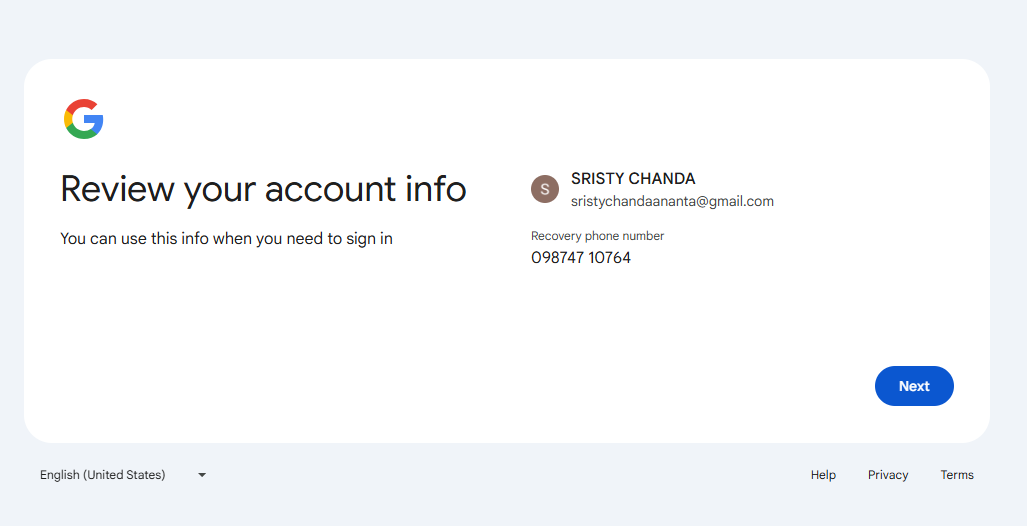 Review your account info
You can use this info when you need to sign in
S
SRISTY CHANDA
sristychandaananta@gmail.com
Recovery phone number
098747 10764
Next
English (United States)
Help
Privacy
Terms